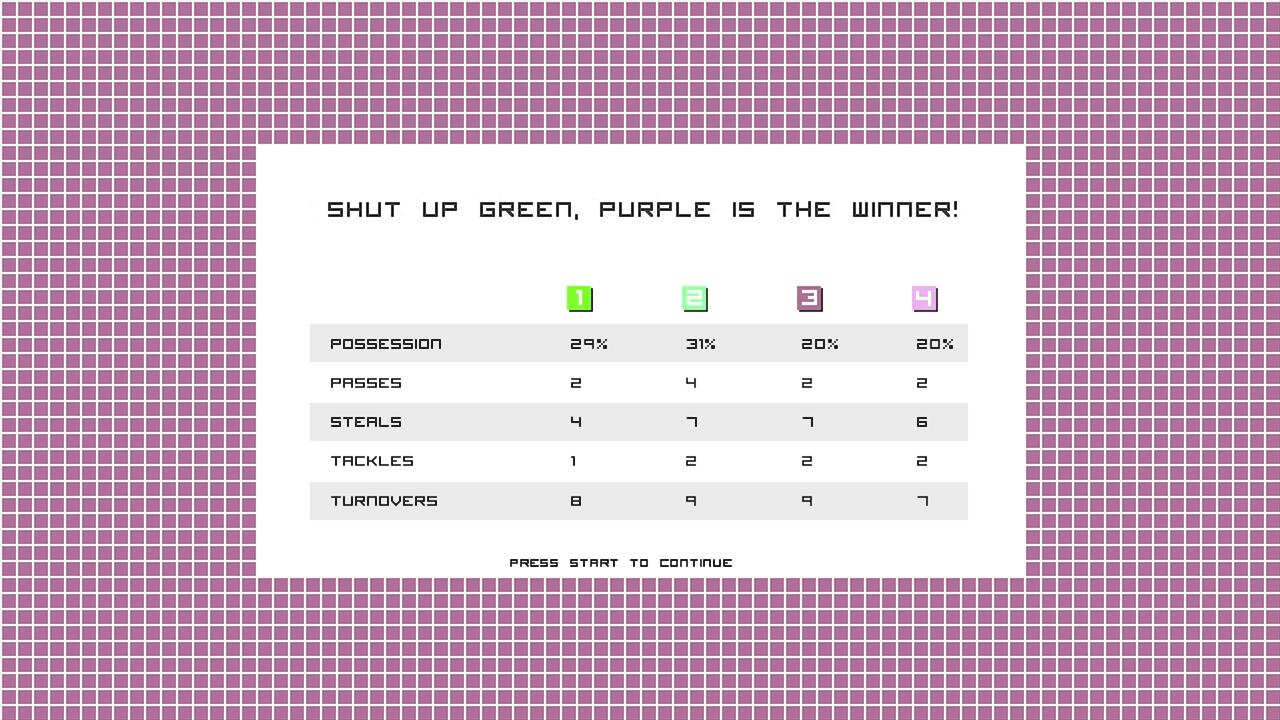 SHUT UP GREEN, PURPLE IS THE WINNER!
1 2 3 4
POSSESSION 29% 31% 20% 20%
PASSES 2 4 2 2
STEALS 4 7 7 6
TACKLES 1 2 2 2
TURNOVERS 8 9 9 7
PRESS START TO CONTINUE